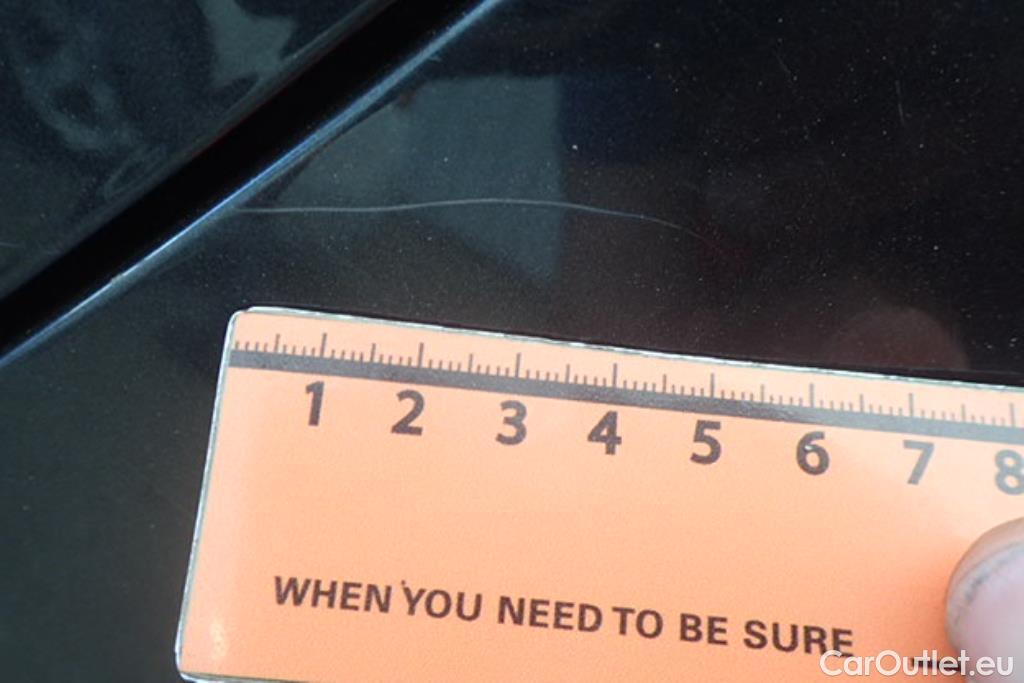 1 2 3 4 5 6 7 8
WHEN YOU NEED TO BE SURE
CarOutlet.eu